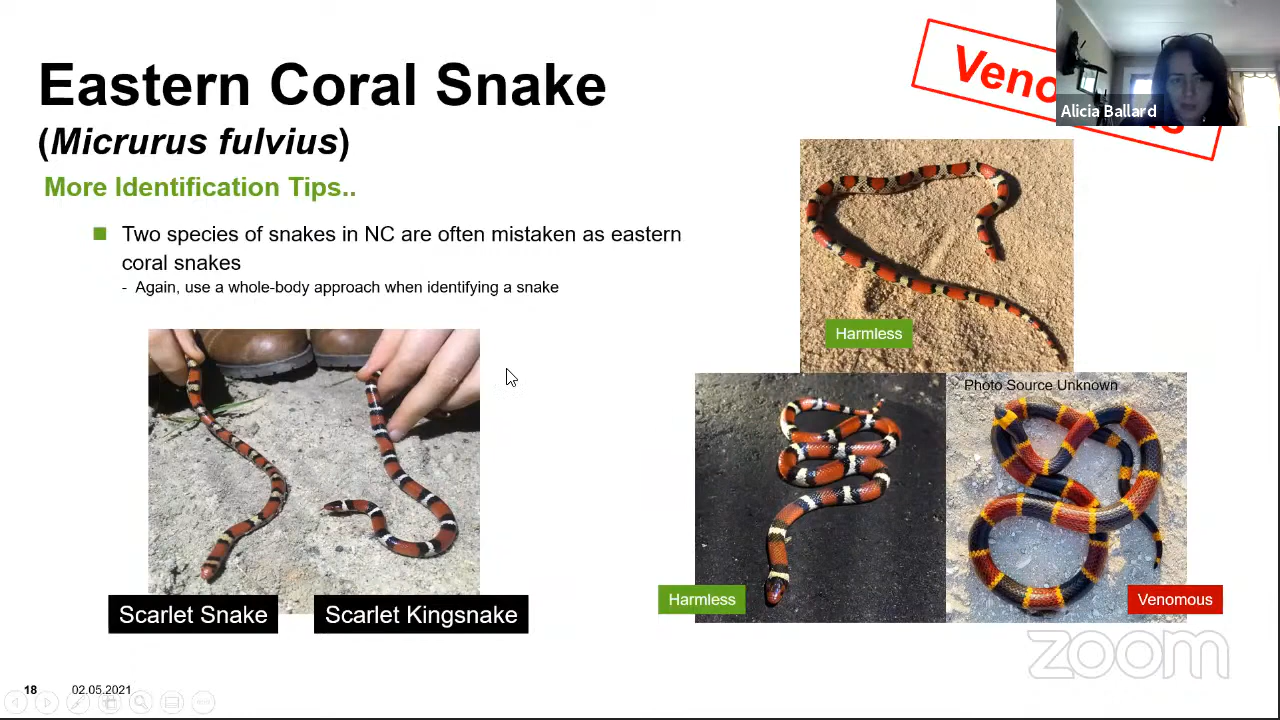 Eastern Coral Snake
(Micrurus fulvius)
More Identification Tips..
Two species of snakes in NC are often mistaken as eastern
coral snakes
- Again, use a whole-body approach when identifying a snake
Scarlet Snake
Scarlet Kingsnake
Alicia Ballard
Harmless
Photo Source Unknown
Harmless
Venomous
zoom
18
02.05.2021